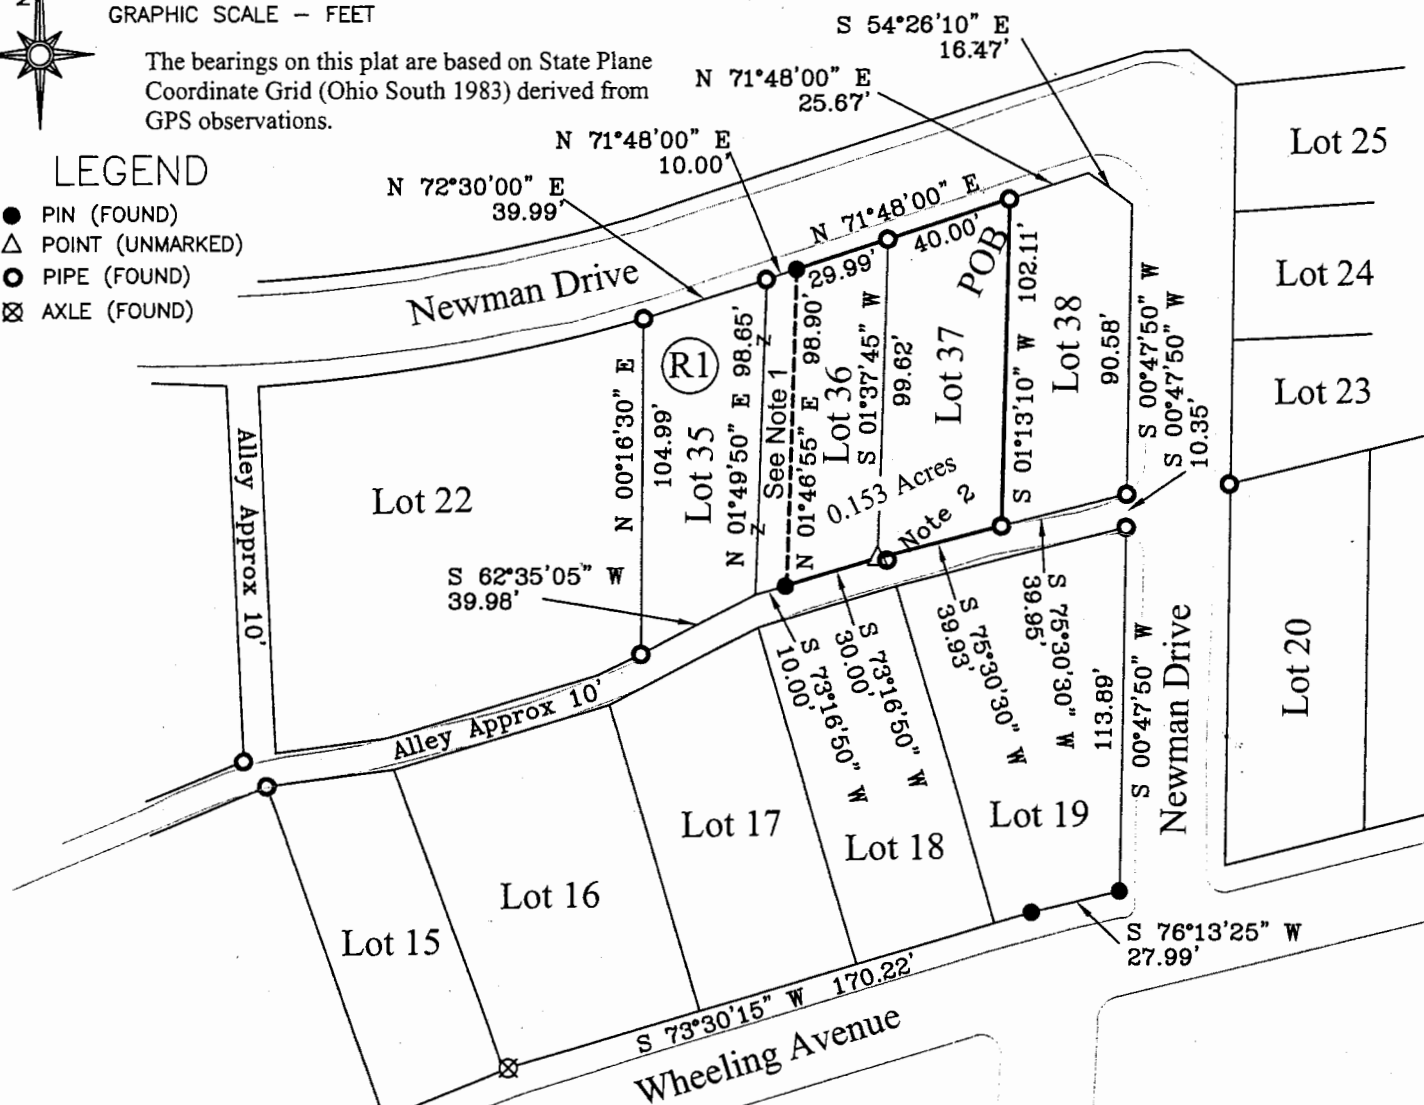 GRAPHIC SCALE – FEET
The bearings on this plat are based on State Plane
Coordinate Grid (Ohio South 1983) derived from
GPS observations.
LEGEND
PIN (FOUND)
POINT (UNMARKED)
PIPE (FOUND)
AXLE (FOUND)
S 54°26'10" E
16.47'
N 71°48'00" E
25.67'
N 71°48'00" E
10.00'
N 72°30'00" E
39.99'
N 71°48'00" E
29.99'
40.00'
Newman Drive
POB
Lot 25
Lot 24
Lot 23
Lot 22
R1
N 00°16'30" E
104.99'
Lot 35
N 01°49'50" E 98.65'
Z
Z
See Note 1
N 01°46'55" E 98.90'
Lot 36
S 01°37'45" W
99.62'
Lot 37
S 01°13'10" W 102.11'
Lot 38
90.58'
S 00°47'50" W
S 00°47'50" W
10.35'
0.153 Acres
Note 2
Alley Approx 10'
S 62°35'05" W
39.98'
S 73°16'50" W
10.00'
S 73°16'50" W
30.00'
S 75°30'30" W
39.93'
S 75°30'30" W
39.95'
113.89'
S 00°47'50" W
Newman Drive
Lot 20
Alley Approx 10'
Lot 15
Lot 16
Lot 17
Lot 18
Lot 19
S 76°13'25" W
27.99'
S 73°30'15" W 170.22'
Wheeling Avenue